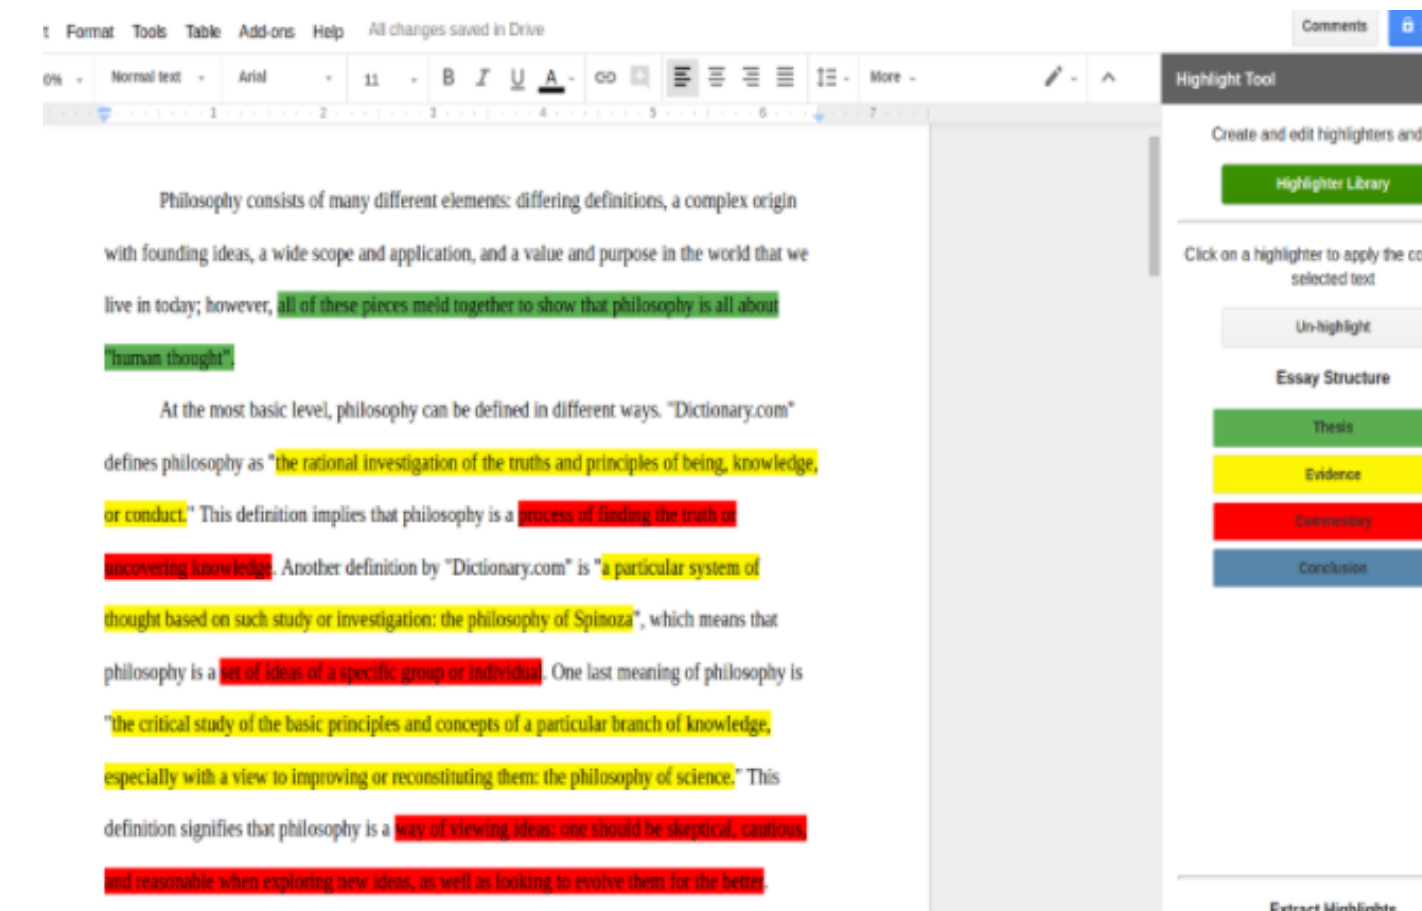 Format Tools Table Add-ons Help All changes saved in Drive
Comments
0% Normal text Arial 11 B I U A More
Highlight Tool
1 2 3 4 5 6 7
Create and edit highlighters and
Highlighter Library
Click on a highlighter to apply the co
selected text
Un-highlight
Essay Structure
Thesis
Evidence
Commentary
Conclusion
Extract Highlights
Philosophy consists of many different elements: differing definitions, a complex origin
with founding ideas, a wide scope and application, and a value and purpose in the world that we
live in today; however, all of these pieces meld together to show that philosophy is all about
"human thought".
At the most basic level, philosophy can be defined in different ways. "Dictionary.com"
defines philosophy as "the rational investigation of the truths and principles of being, knowledge,
or conduct." This definition implies that philosophy is a process of finding the truth or
uncovering knowledge. Another definition by "Dictionary.com" is "a particular system of
thought based on such study or investigation: the philosophy of Spinoza", which means that
philosophy is a set of ideas of a specific group or individual. One last meaning of philosophy is
"the critical study of the basic principles and concepts of a particular branch of knowledge,
especially with a view to improving or reconstituting them: the philosophy of science." This
definition signifies that philosophy is a way of viewing ideas: one should be skeptical, cautious,
and reasonable when exploring new ideas, as well as looking to evolve them for the better.